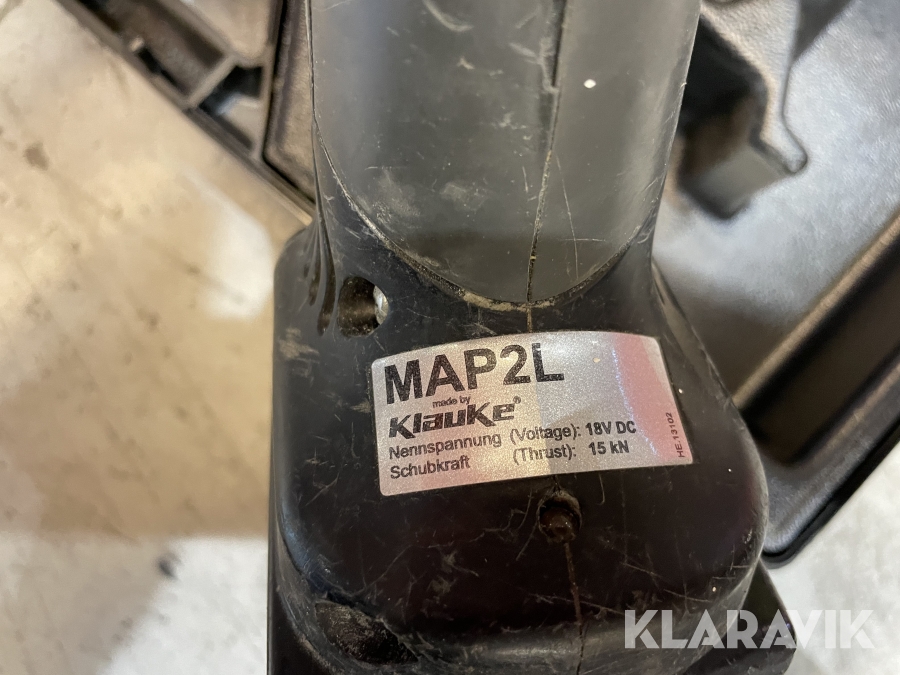 MAP2L
made by
Klauke®
Nennspannung (Voltage): 18V DC
Schubkraft (Thrust): 15 kN
HE.13102
KLARAVIK